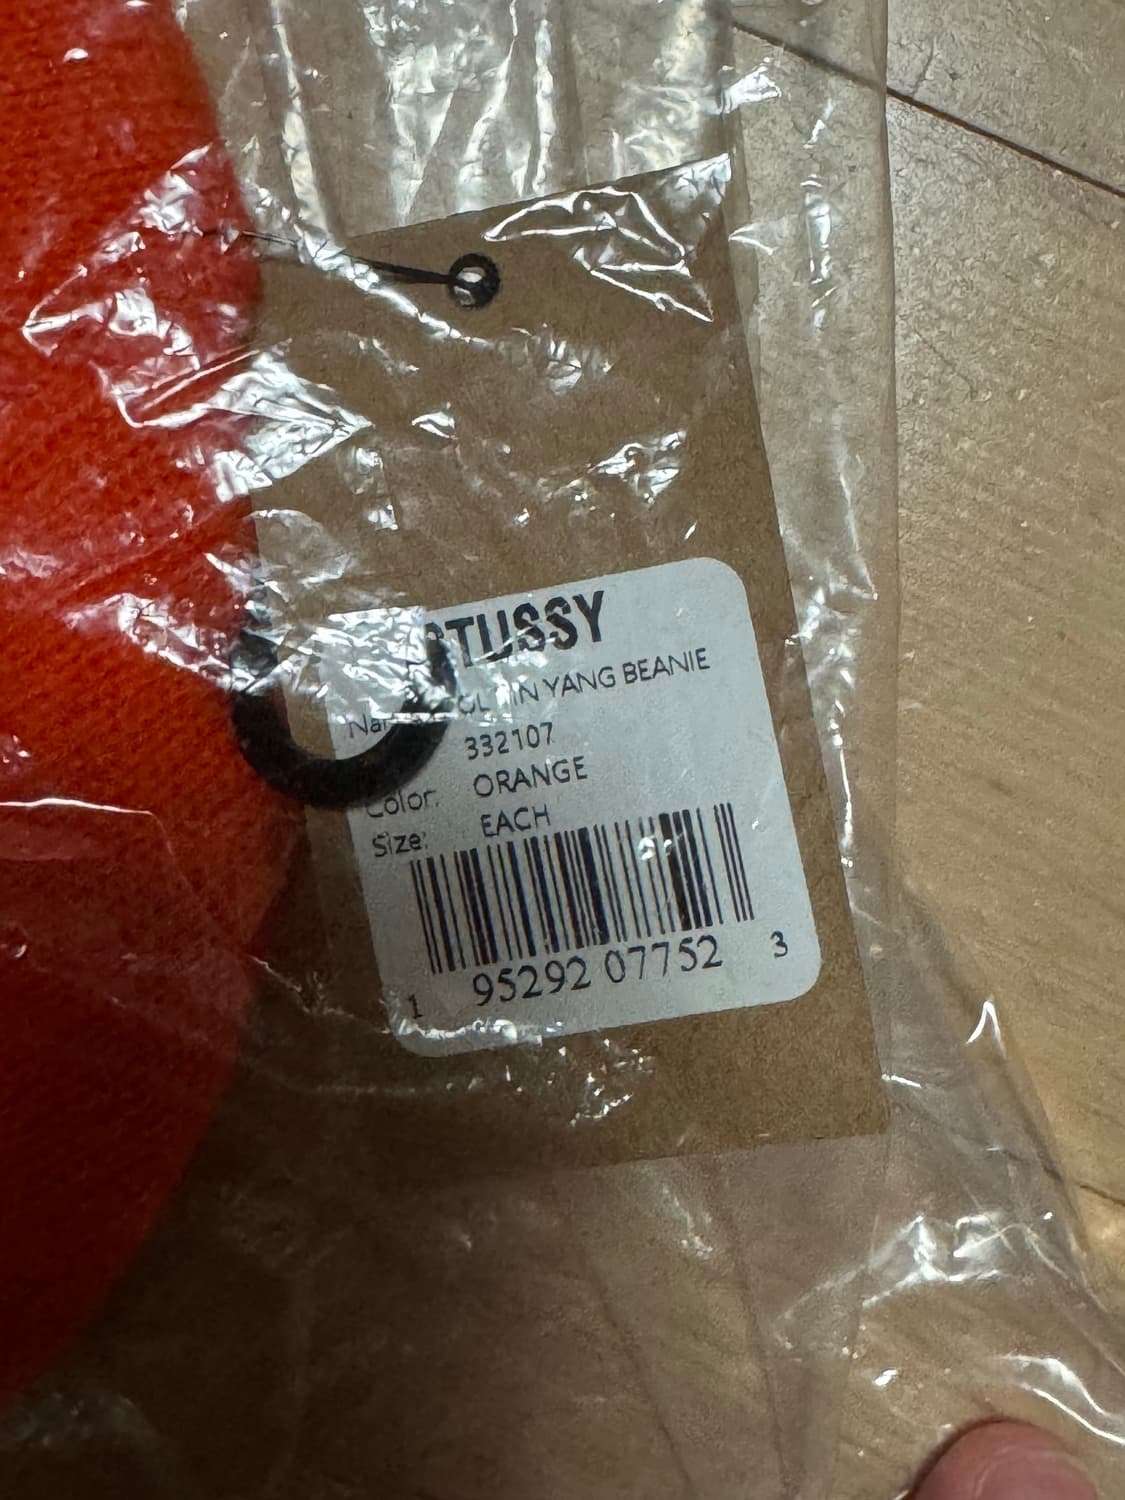 STUSSY
YANG BEANIE
332107
Color: ORANGE
Size: EACH
1 95292 07752 3